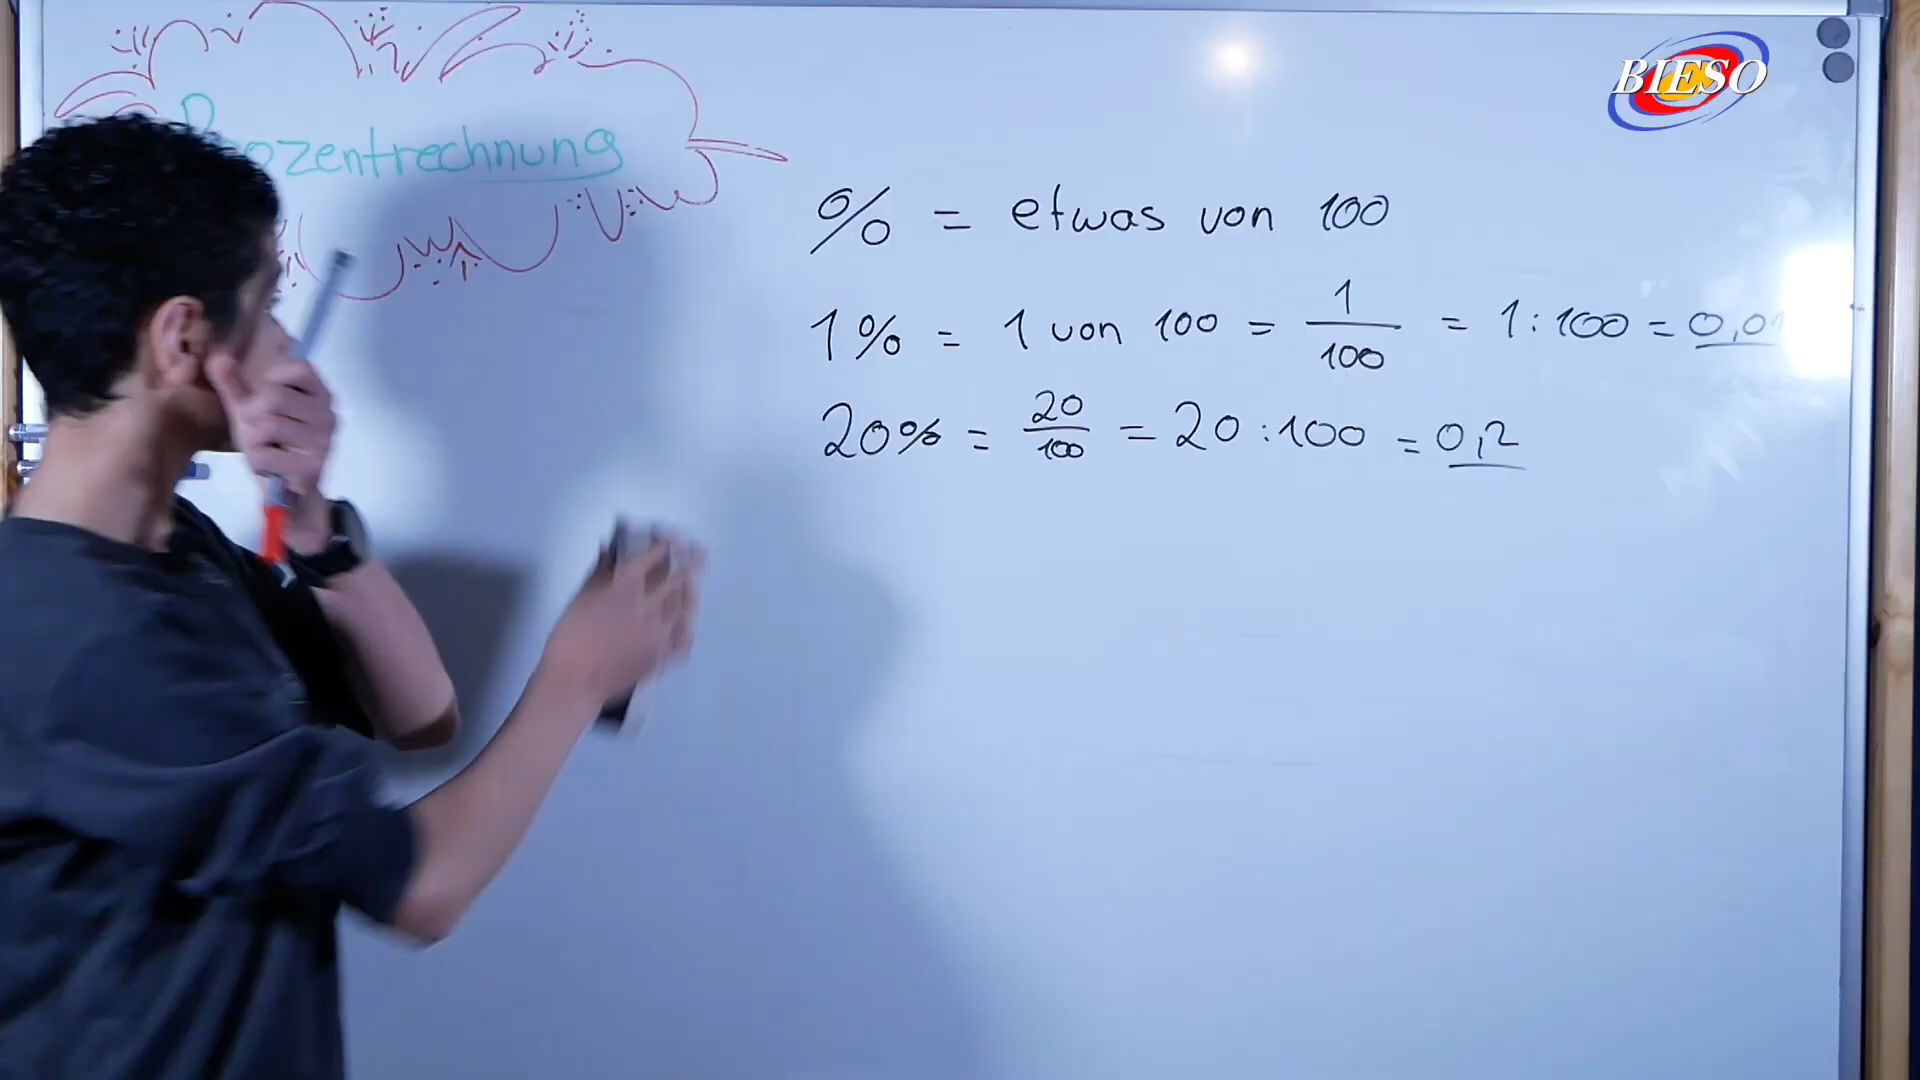 Prozentrechnung
BIESO
% = etwas von 100
1% = 1 von 100 = 1/100 = 1:100 = 0,01
20% = 20/100 = 20:100 = 0,2